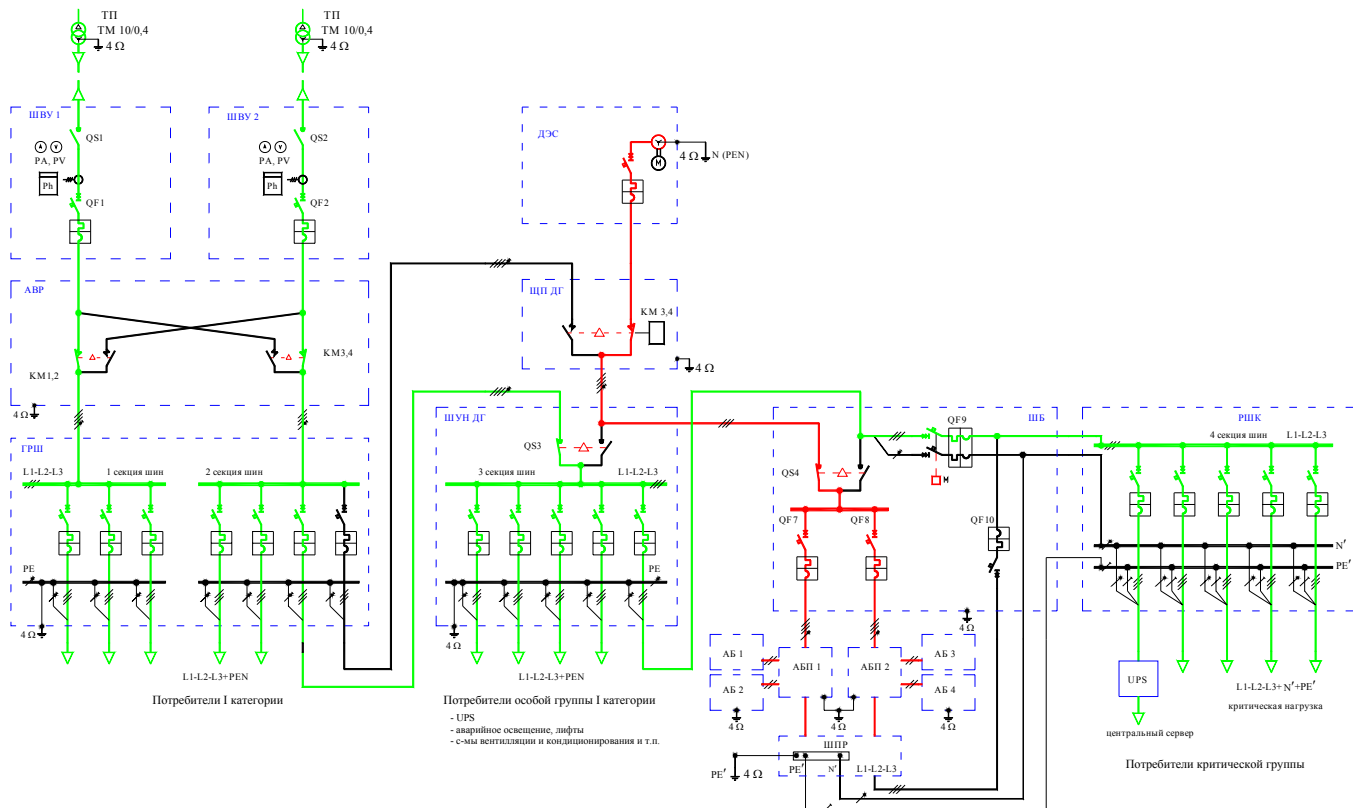 ТП
ТМ 10/0,4
4 Ω
ТП
ТМ 10/0,4
4 Ω
ШВУ 1
QS1
A V
PA, PV
Ph
QF1
ШВУ 2
QS2
A V
PA, PV
Ph
QF2
ДЭС
M
4 Ω
N (PEN)
АВР
KM1,2
KM3,4
4 Ω
ЩП ДГ
KM 3,4
4 Ω
ГРШ
L1-L2-L3
1 секция шин
2 секция шин
PE
4 Ω
L1-L2-L3+PEN
Потребители I категории
ШУН ДГ
QS3
3 секция шин
L1-L2-L3
PE
4 Ω
L1-L2-L3+PEN
Потребители особой группы I категории
- UPS
- аварийное освещение, лифты
- с-мы вентилляции и кондиционирования и т.п.
ШБ
QF9
M
QS4
QF7
QF8
QF10
4 Ω
РШК
4 секция шин
L1-L2-L3
N′
PE′
UPS
L1-L2-L3+N′+PE′
критическая нагрузка
центральный сервер
Потребители критической группы
АБ 1
АБ 2
4 Ω
АБП 1
АБП 2
4 Ω
АБ 3
АБ 4
4 Ω
ШПР
PE′
4 Ω
PE′
N′
L1-L2-L3